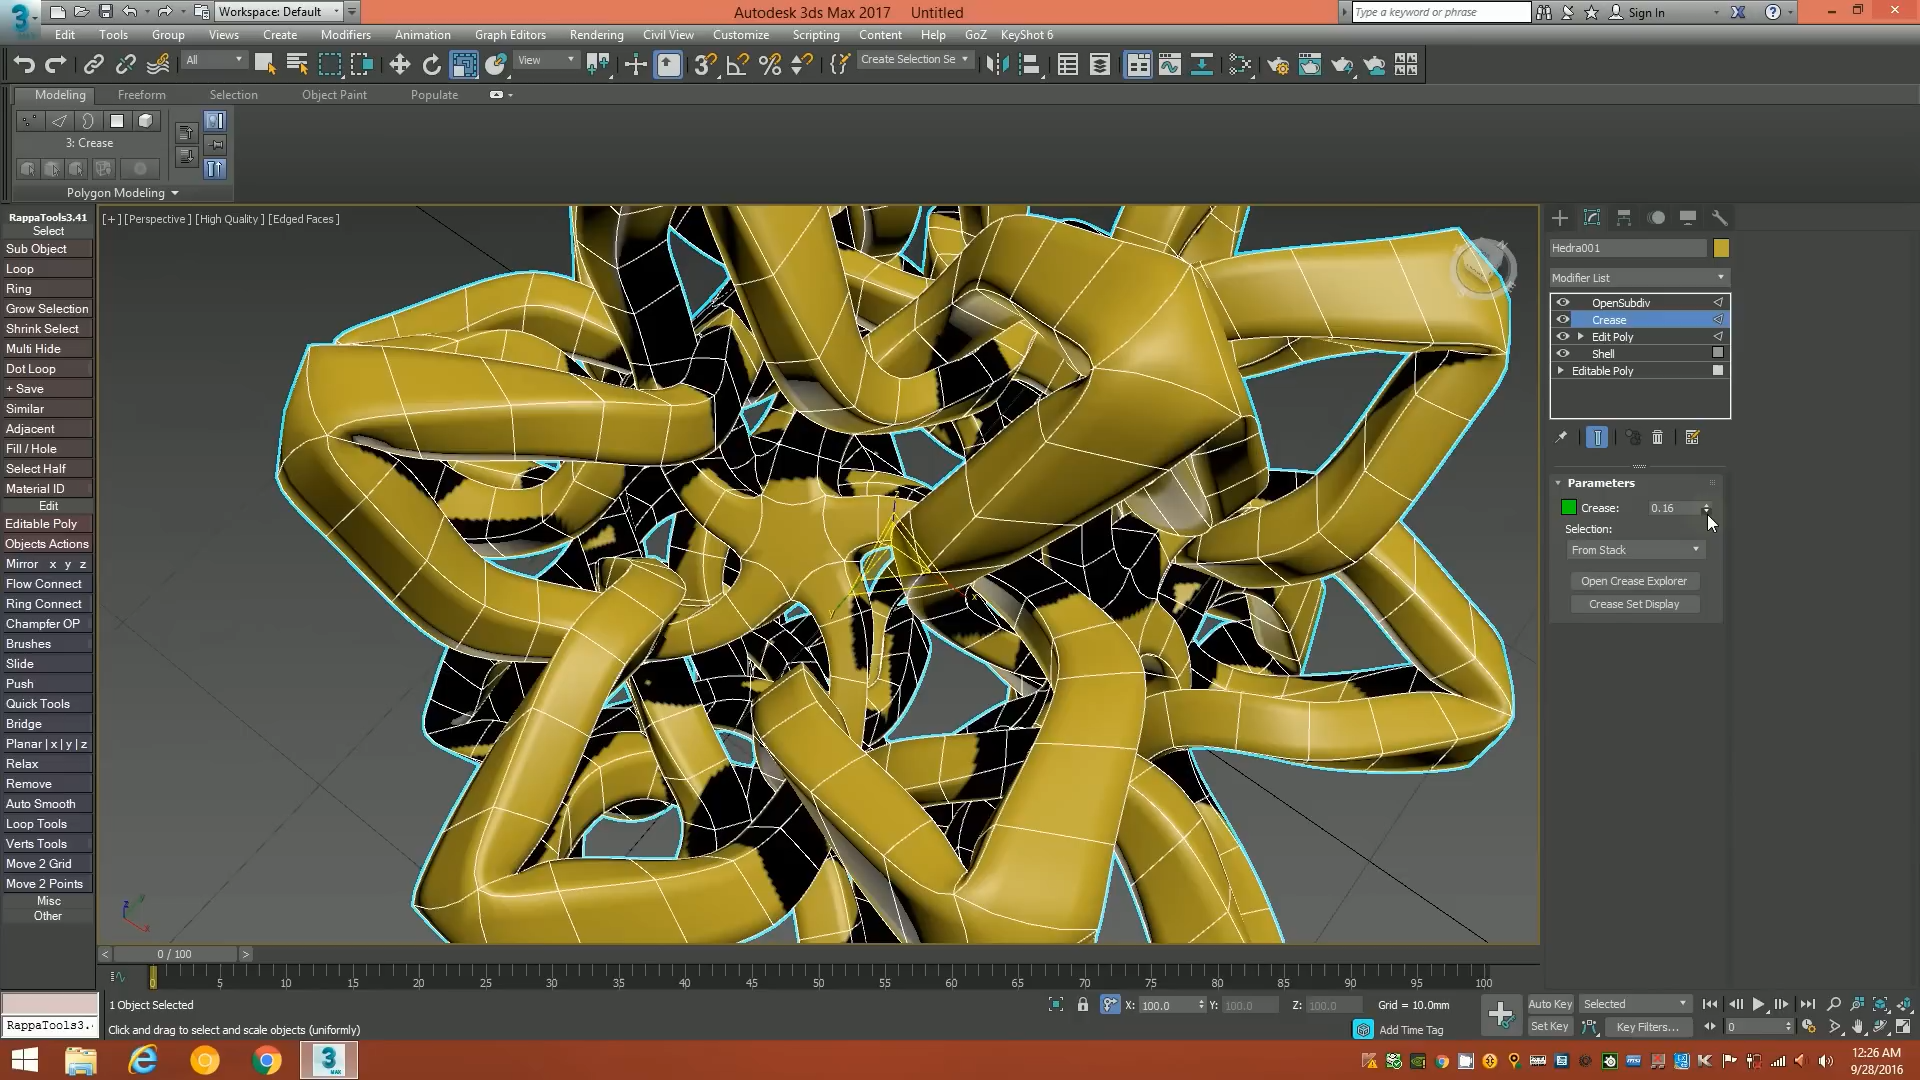 Workspace: Default
Autodesk 3ds Max 2017 Untitled
Type a keyword or phrase
Sign In
Edit Tools Group Views Create Modifiers Animation Graph Editors Rendering Civil View Customize Scripting Content Help GoZ KeyShot 6
All
View
Create Selection Se
Modeling Freeform Selection Object Paint Populate
3: Crease
Polygon Modeling
RappaTools3.41
Select
Sub Object
Loop
Ring
Grow Selection
Shrink Select
Multi Hide
Dot Loop
+ Save
Similar
Adjacent
Fill / Hole
Select Half
Material ID
Edit
Editable Poly
Objects Actions
Mirror x y z
Flow Connect
Ring Connect
Champfer OP
Brushes
Slide
Push
Quick Tools
Bridge
Planar | x | y | z
Relax
Remove
Auto Smooth
Loop Tools
Verts Tools
Move 2 Grid
Move 2 Points
Misc
Other
[+] [Perspective ] [High Quality ] [Edged Faces ]
x
y
z
x
Hedra001
Modifier List
OpenSubdiv
Crease
Edit Poly
Shell
Editable Poly
Parameters
Crease: 0.16
Selection:
From Stack
Open Crease Explorer
Crease Set Display
< 0 / 100 >
0 5 10 15 20 25 30 35 40 45 50 55 60 65 70 75 80 85 90 95 100
1 Object Selected
X: 100.0 Y: 100.0 Z: 100.0 Grid = 10.0mm
Auto Key Selected
RappaTools3.
Click and drag to select and scale objects (uniformly)
Add Time Tag
Set Key Key Filters... 0
12:26 AM
9/28/2016